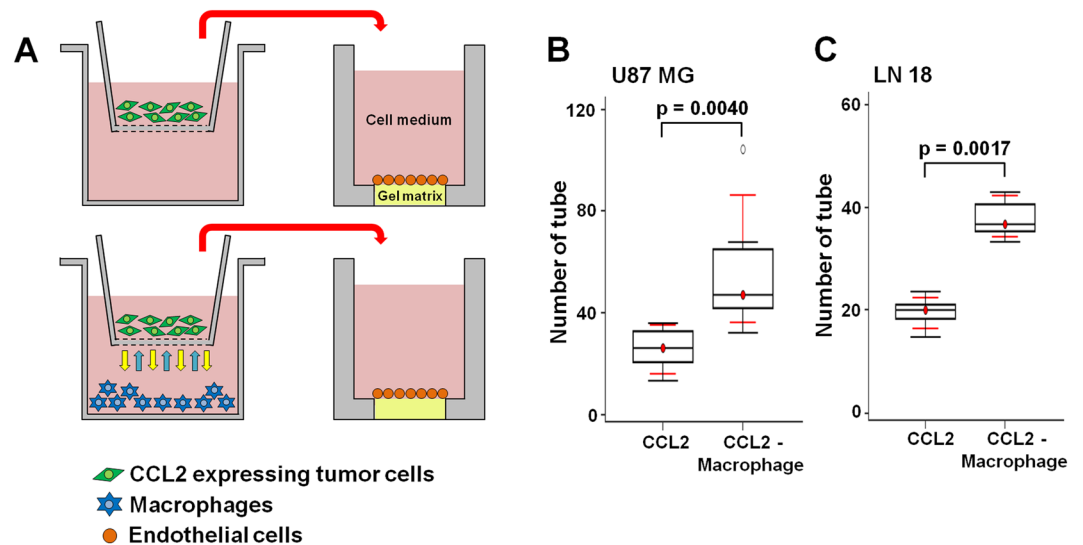 A
Cell medium
Gel matrix
CCL2 expressing tumor cells
Macrophages
Endothelial cells
B
U87 MG
p = 0.0040
Number of tube
120
80
40
0
CCL2
CCL2 -
Macrophage
C
LN 18
p = 0.0017
Number of tube
60
40
20
0
CCL2
CCL2 -
Macrophage